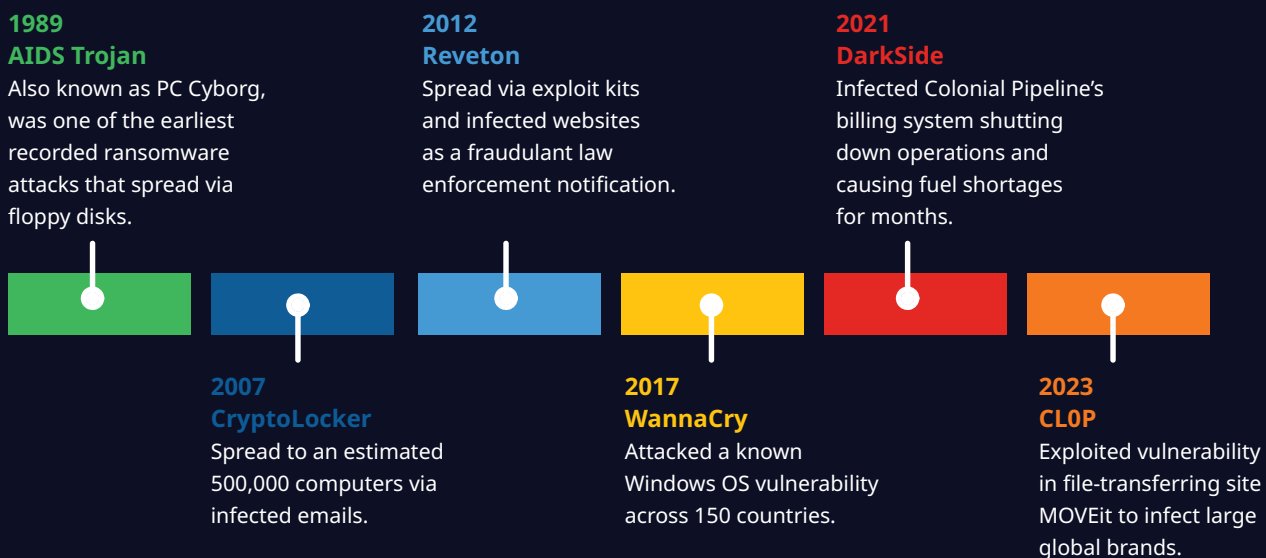 1989
AIDS Trojan
Also known as PC Cyborg,
was one of the earliest
recorded ransomware
attacks that spread via
floppy disks.
2007
CryptoLocker
Spread to an estimated
500,000 computers via
infected emails.
2012
Reveton
Spread via exploit kits
and infected websites
as a fraudulant law
enforcement notification.
2017
WannaCry
Attacked a known
Windows OS vulnerability
across 150 countries.
2021
DarkSide
Infected Colonial Pipeline’s
billing system shutting
down operations and
causing fuel shortages
for months.
2023
CL0P
Exploited vulnerability
in file-transferring site
MOVEit to infect large
global brands.